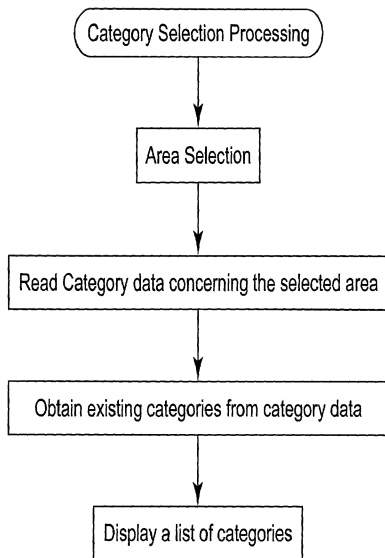 Category Selection Processing
Area Selection
Read Category data concerning the selected area
Obtain existing categories from category data
Display a list of categories